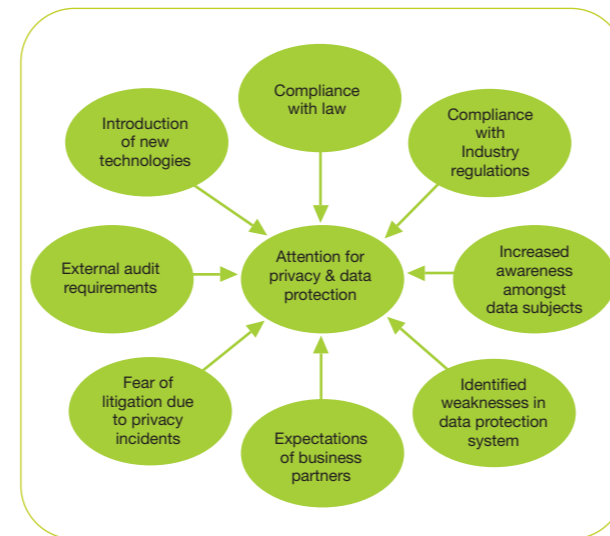 Compliance
with law
Introduction
of new
technologies
Compliance
with
Industry
regulations
External audit
requirements
Attention for
privacy & data
protection
Increased
awareness
amongst
data subjects
Fear of
litigation due
to privacy
incidents
Expectations
of business
partners
Identified
weaknesses in
data protection
system